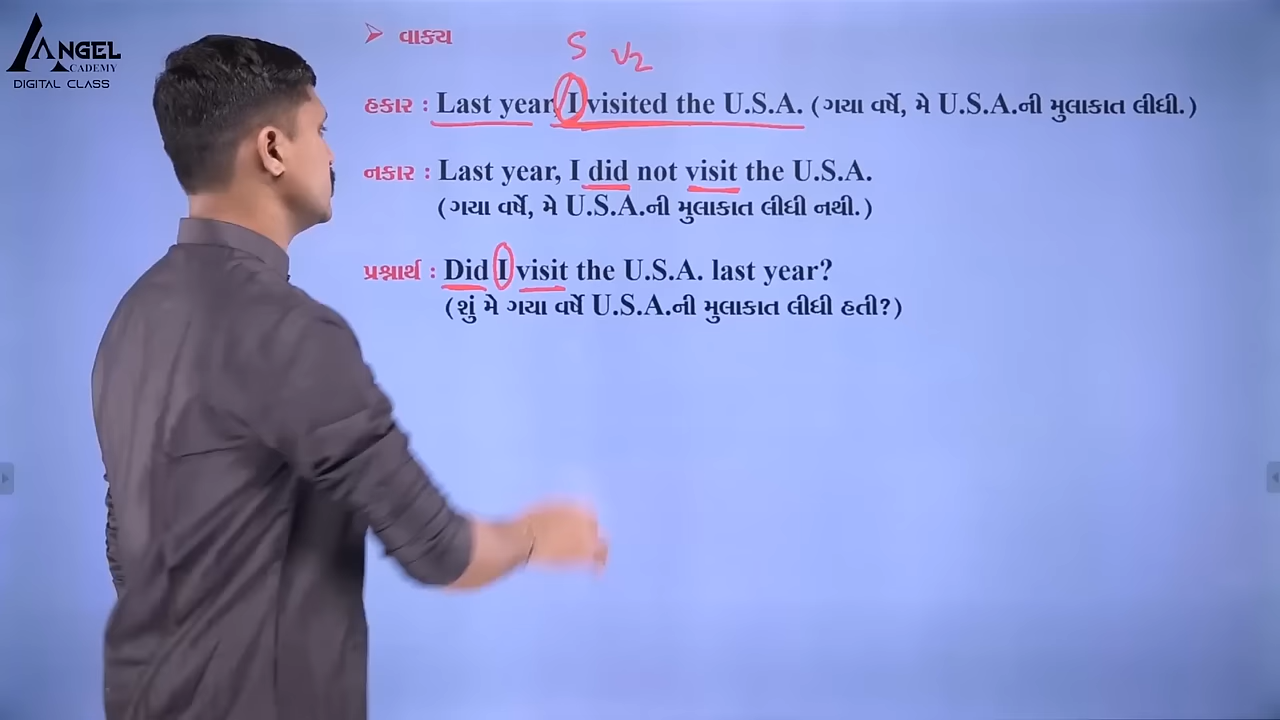 ANGEL
ACADEMY
DIGITAL CLASS
➢ વાક્ય
S V2
હકાર : Last year, I visited the U.S.A. (ગયા વર્ષે, મે U.S.A.ની મુલાકાત લીધી.)
નકાર : Last year, I did not visit the U.S.A.
(ગયા વર્ષે, મે U.S.A.ની મુલાકાત લીધી નથી.)
પ્રશ્નાર્થ : Did I visit the U.S.A. last year?
(શું મે ગયા વર્ષે U.S.A.ની મુલાકાત લીધી હતી?)